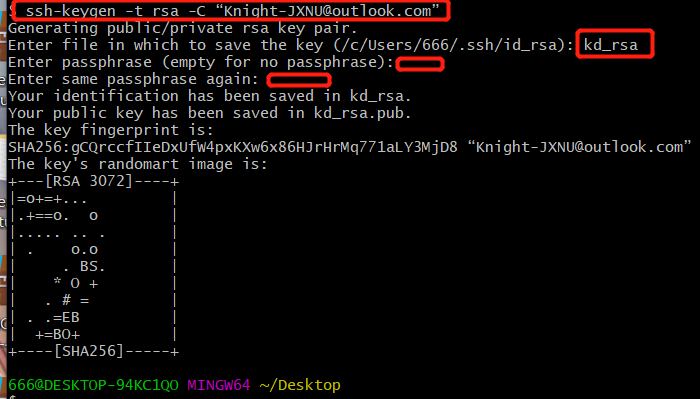 $ ssh-keygen -t rsa -C “Knight-JXNU@outlook.com”
Generating public/private rsa key pair.
Enter file in which to save the key (/c/Users/666/.ssh/id_rsa): kd_rsa
Enter passphrase (empty for no passphrase):
Enter same passphrase again:
Your identification has been saved in kd_rsa.
Your public key has been saved in kd_rsa.pub.
The key fingerprint is:
SHA256:gCQrccfIIeDxUfW4pxKXw6x86HJrHrMq771aLY3MjD8 “Knight-JXNU@outlook.com”
The key's randomart image is:
+---[RSA 3072]----+
|=o+=+...         |
|.+==o.  o        |
|..... .. .       |
| .    o.o        |
|     . BS.       |
|    * O +        |
|   . # =         |
| . .=EB          |
|  +=BO+          |
+----[SHA256]-----+
666@DESKTOP-94KC1QO MINGW64 ~/Desktop
$